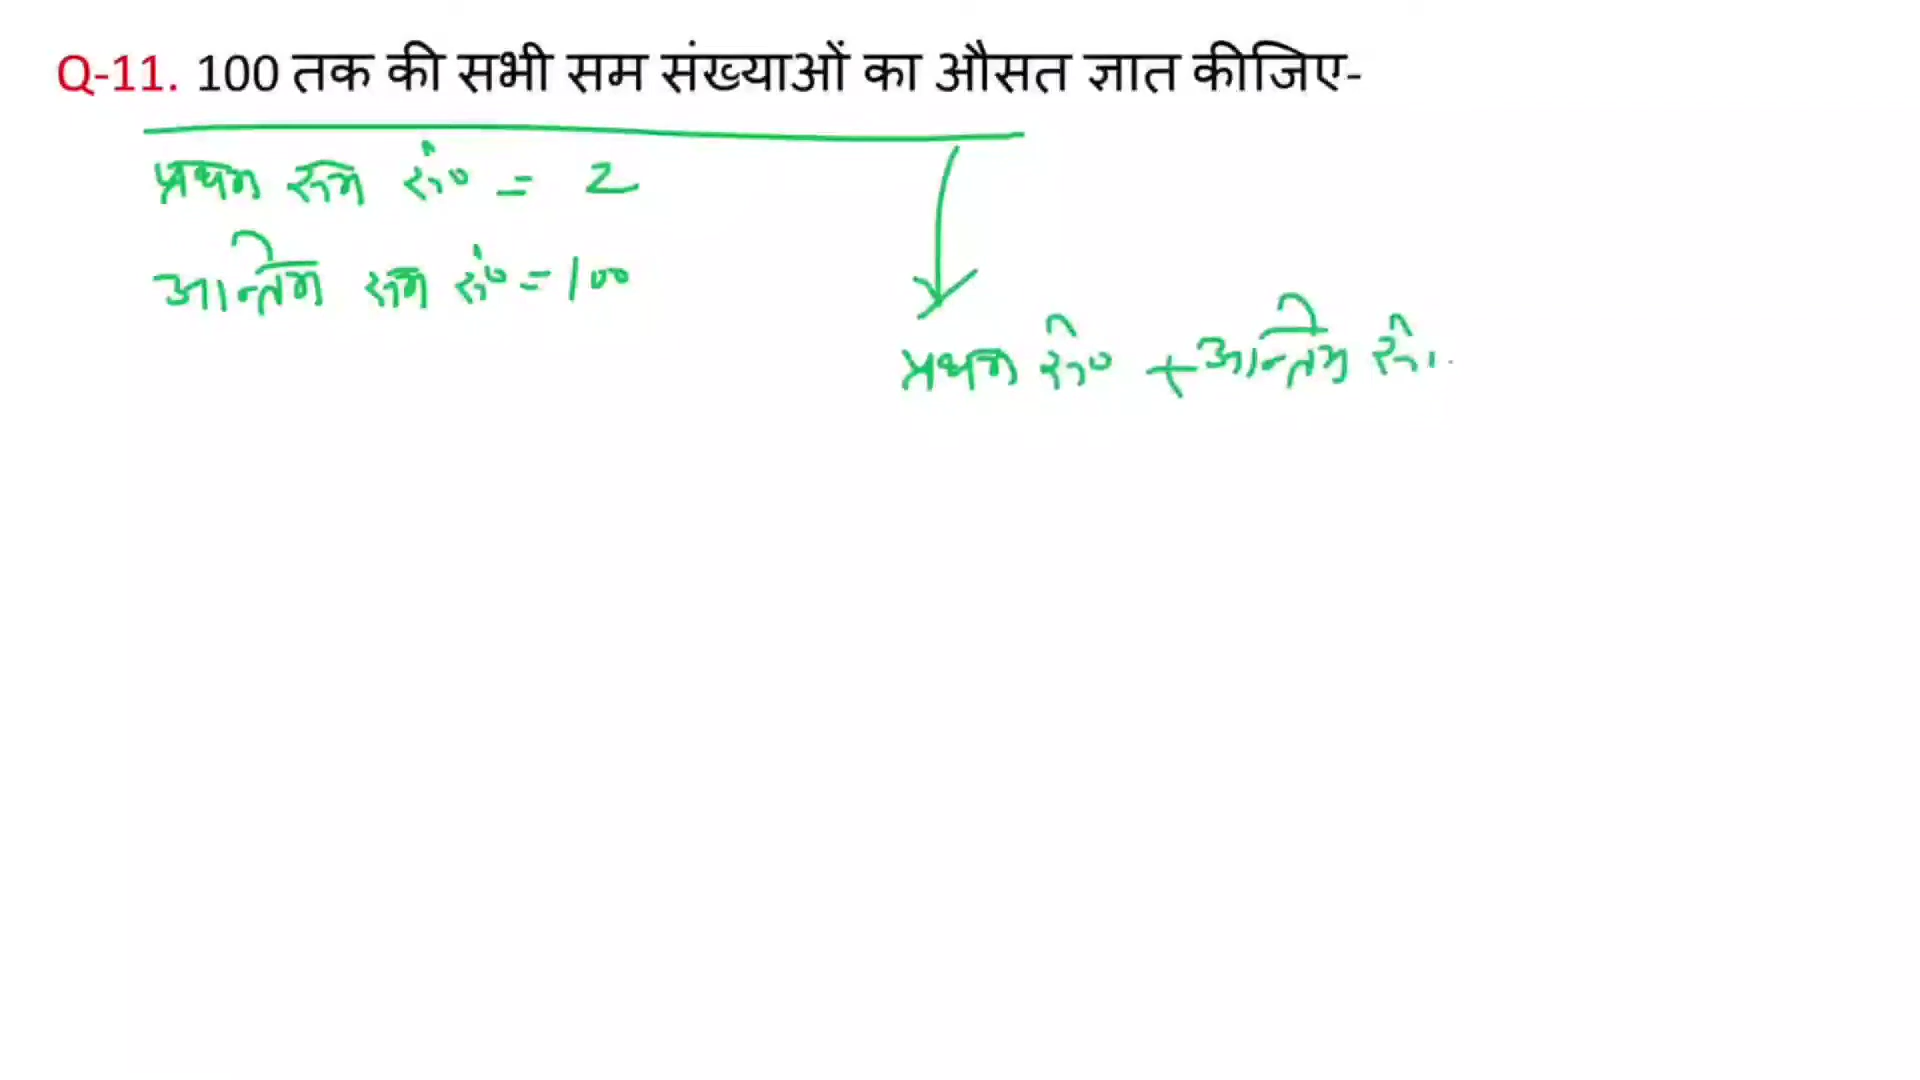 Q-11. 100 तक की सभी सम संख्याओं का औसत ज्ञात कीजिए-
प्रथम सम सं० = 2
अन्तिम सम सं० = 100
प्रथम सं० + अन्तिम सं०